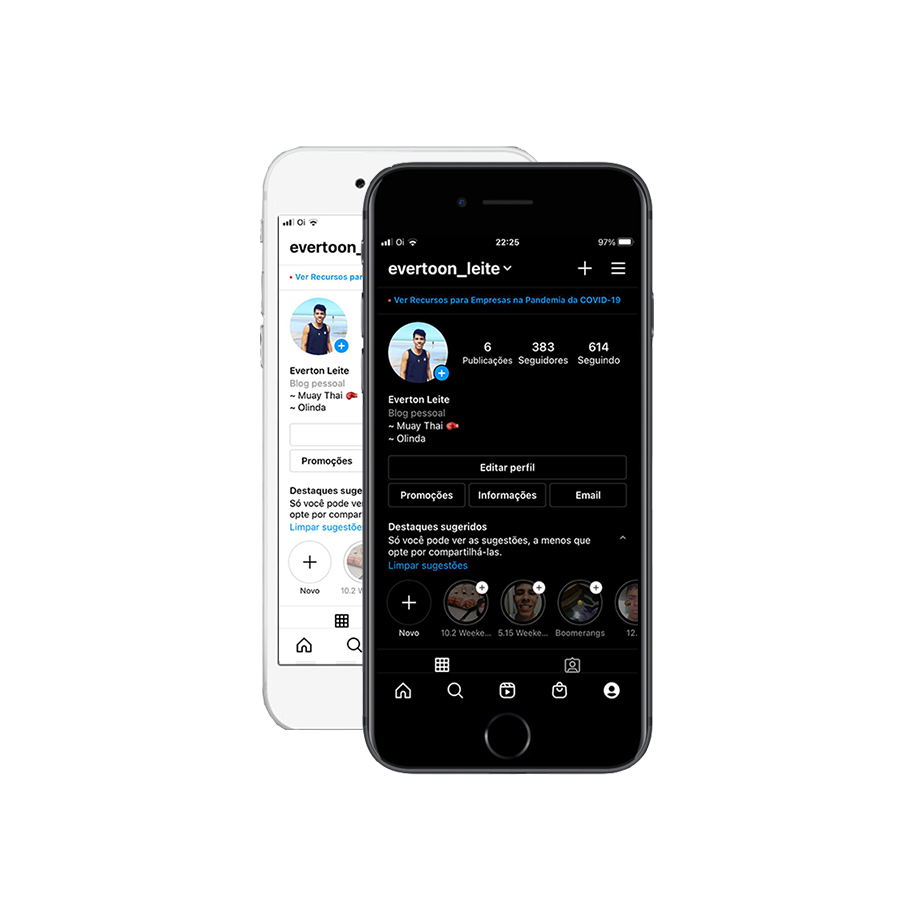 Oi
evertoon_
• Ver Recursos par
Everton Leite
Blog pessoal
~ Muay Thai
~ Olinda
Promoções
Destaques suge
Só você pode ve
opte por compar
Limpar sugestões
Novo
10.2 W
Oi 22:25 97%
evertoon_leite
• Ver Recursos para Empresas na Pandemia da COVID-19
6 383 614
Publicações Seguidores Seguindo
Everton Leite
Blog pessoal
~ Muay Thai 🥊
~ Olinda
Editar perfil
Promoções Informações Email
Destaques sugeridos
Só você pode ver as sugestões, a menos que
opte por compartilhá-las.
Limpar sugestões
Novo 10.2 Weeke... 5.15 Weeke... Boomerangs 12.